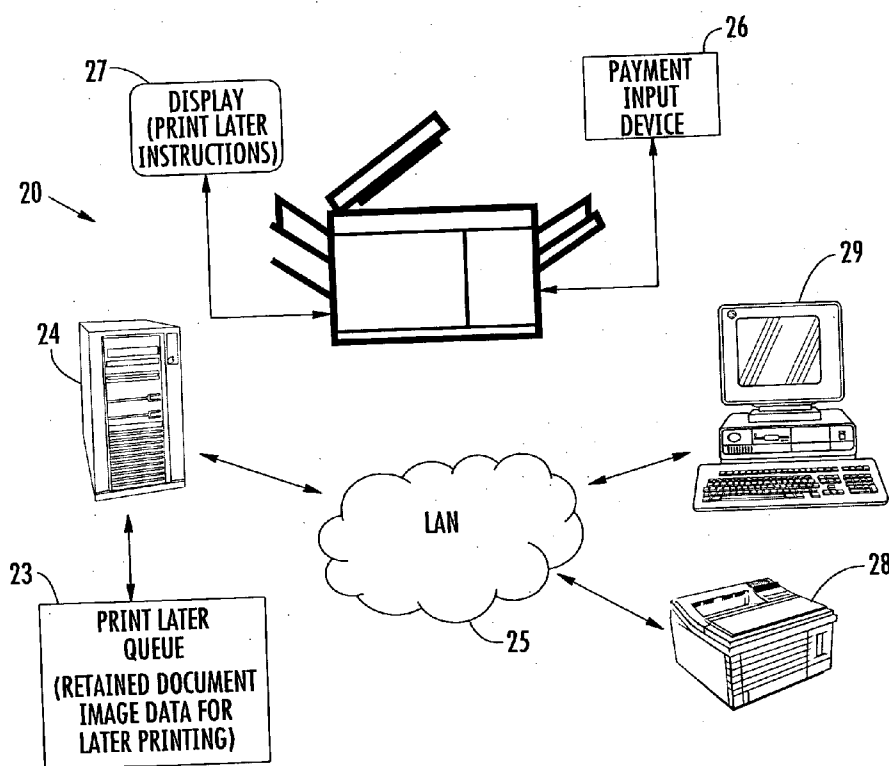 26
27
DISPLAY
(PRINT LATER
INSTRUCTIONS)
PAYMENT
INPUT
DEVICE
20
29
24
LAN
23
28
25
PRINT LATER
QUEUE
(RETAINED DOCUMENT
IMAGE DATA FOR
LATER PRINTING)